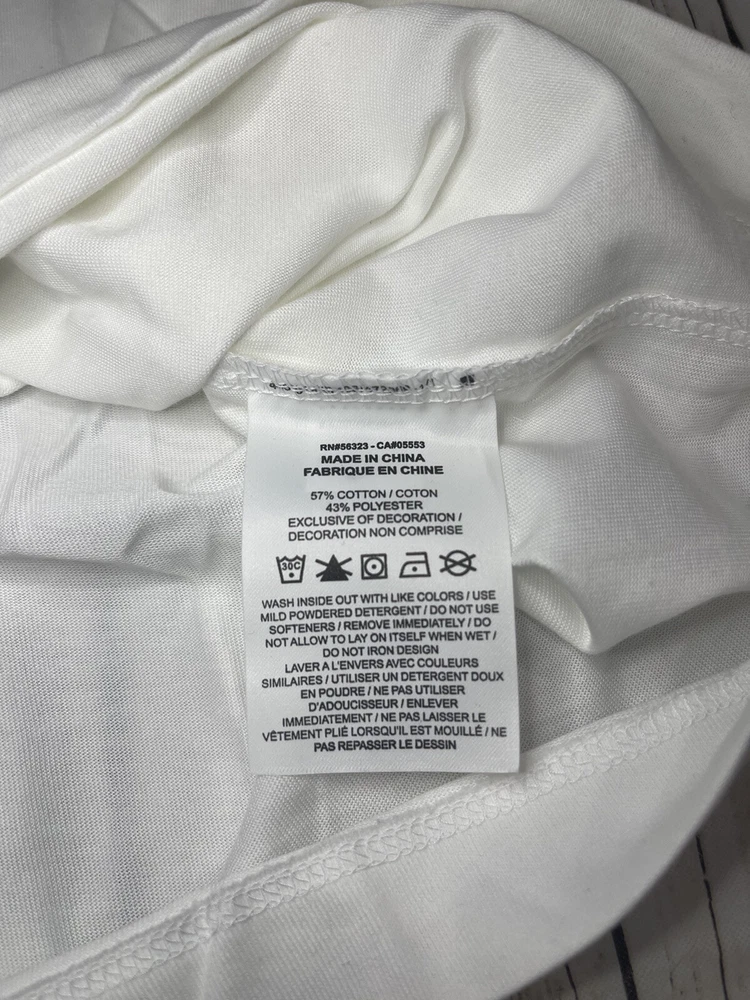 RN#56323 - CA#05553
MADE IN CHINA
FABRIQUE EN CHINE
57% COTTON / COTON
43% POLYESTER
EXCLUSIVE OF DECORATION /
DECORATION NON COMPRISE
30C
WASH INSIDE OUT WITH LIKE COLORS / USE
MILD POWDERED DETERGENT / DO NOT USE
SOFTENERS / REMOVE IMMEDIATELY / DO
NOT ALLOW TO LAY ON ITSELF WHEN WET /
DO NOT IRON DESIGN
LAVER A L'ENVERS AVEC COULEURS
SIMILAIRES / UTILISER UN DETERGENT DOUX
EN POUDRE / NE PAS UTILISER
D'ADOUCISSEUR / ENLEVER
IMMEDIATEMENT / NE PAS LAISSER LE
VÊTEMENT PLIÉ LORSQU'IL EST MOUILLÉ / NE
PAS REPASSER LE DESSIN